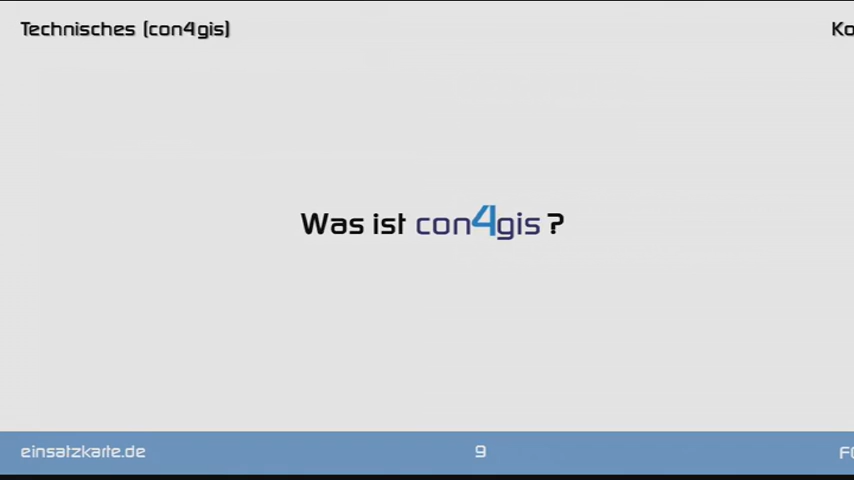 Technisches (con4gis)
Was ist con4gis ?
einsatzkarte.de
9